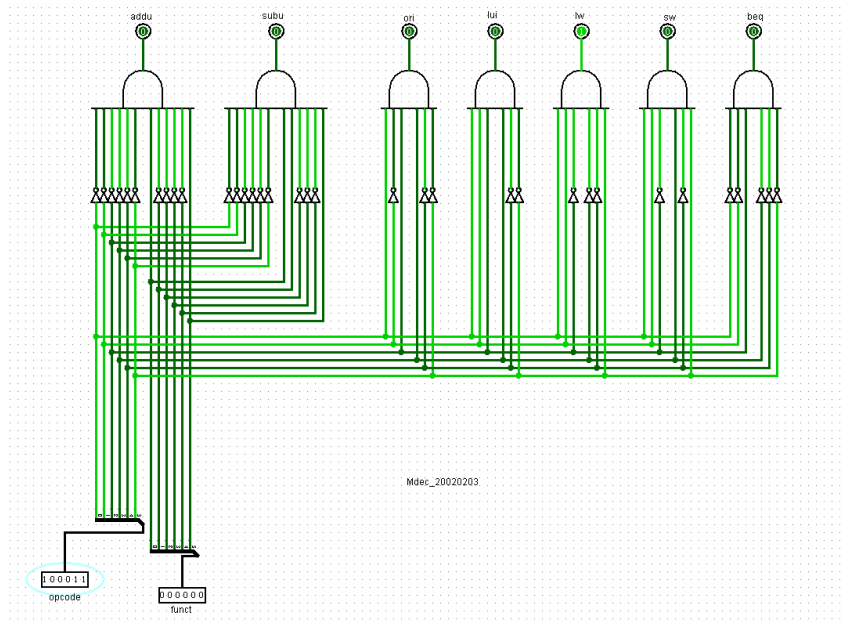 addu subu ori lui lw sw beq
0 0 0 0 1 0 0
Mdec_20020203
100011
opcode
000000
funct